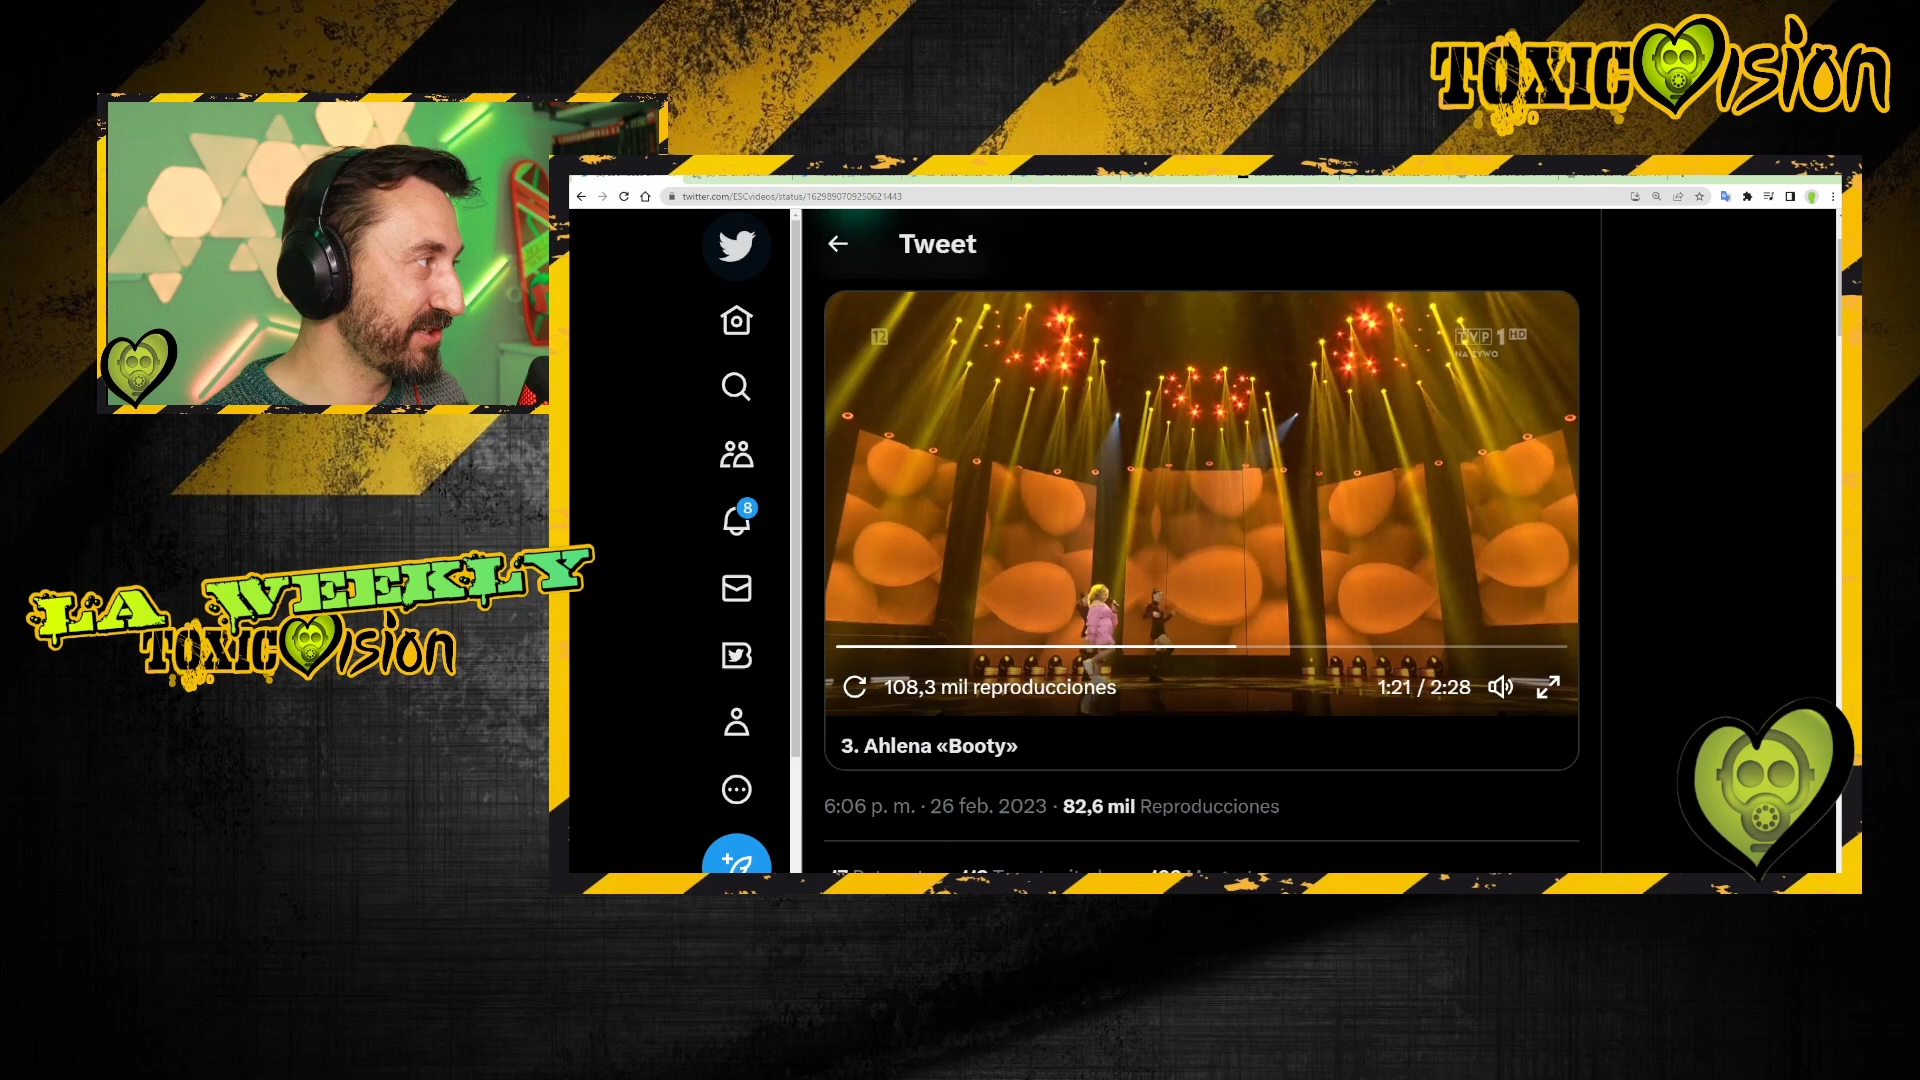 TOXICVISION
twitter.com/ESCvideos/status/1629890709250621443
Tweet
12
TVP 1 HD
NA ŻYWO
8
108,3 mil reproducciones
1:21 / 2:28
3. Ahlena «Booty»
6:06 p. m. · 26 feb. 2023 · 82,6 mil Reproducciones
LA WEEKLY
TOXICVISION